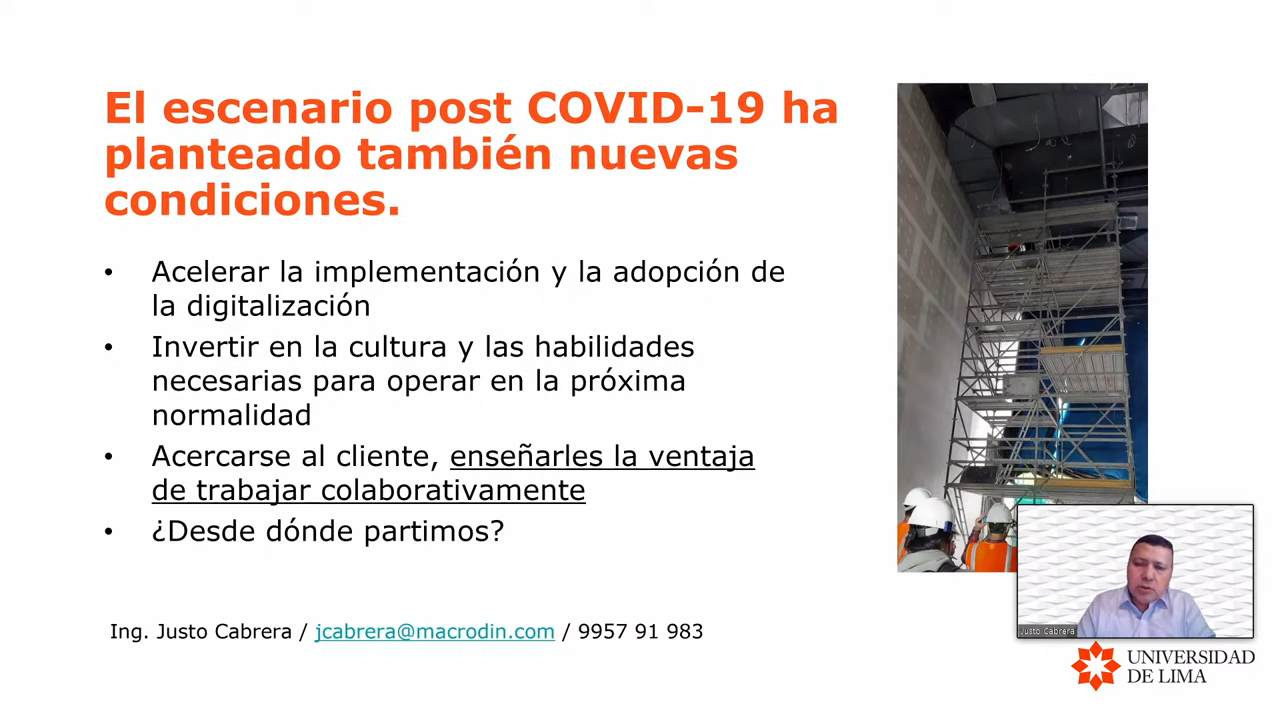 El escenario post COVID-19 ha
planteado también nuevas
condiciones.
• Acelerar la implementación y la adopción de
la digitalización
• Invertir en la cultura y las habilidades
necesarias para operar en la próxima
normalidad
• Acercarse al cliente, enseñarles la ventaja
de trabajar colaborativamente
• ¿Desde dónde partimos?
Ing. Justo Cabrera / jcabrera@macrodin.com / 9957 91 983
Justo Cabrera
UNIVERSIDAD
DE LIMA